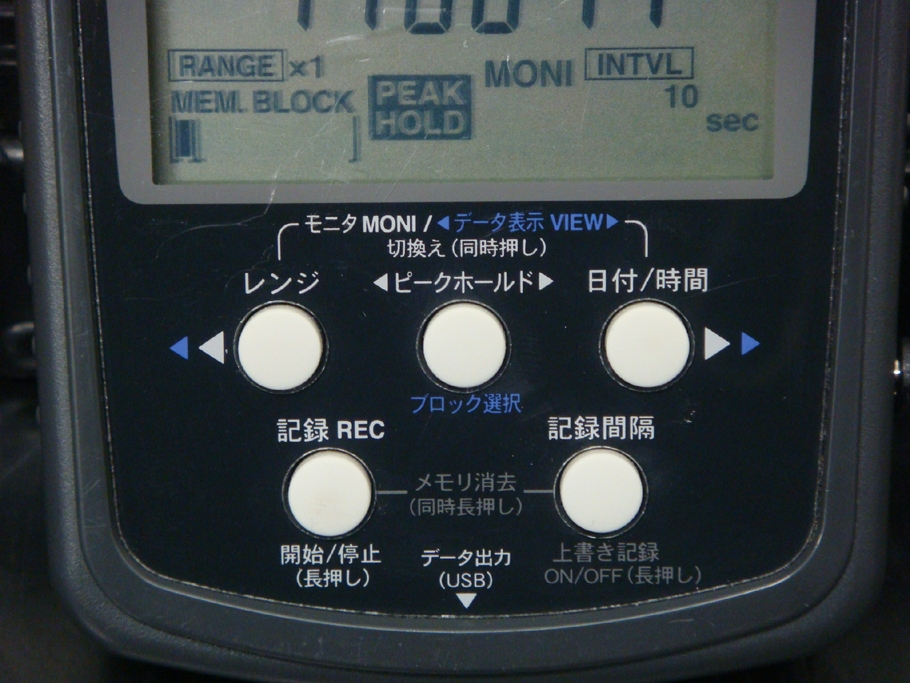 RANGE ×1
MONI INTVL
MEM. BLOCK
PEAK
HOLD
10
sec
モニタ MONI / ◀データ表示 VIEW▶
切換え (同時押し)
レンジ ◀ピークホールド▶ 日付/時間
ブロック選択
記録 REC 記録間隔
メモリ消去
(同時長押し)
開始/停止 データ出力 上書き記録
(長押し) (USB) ON/OFF (長押し)